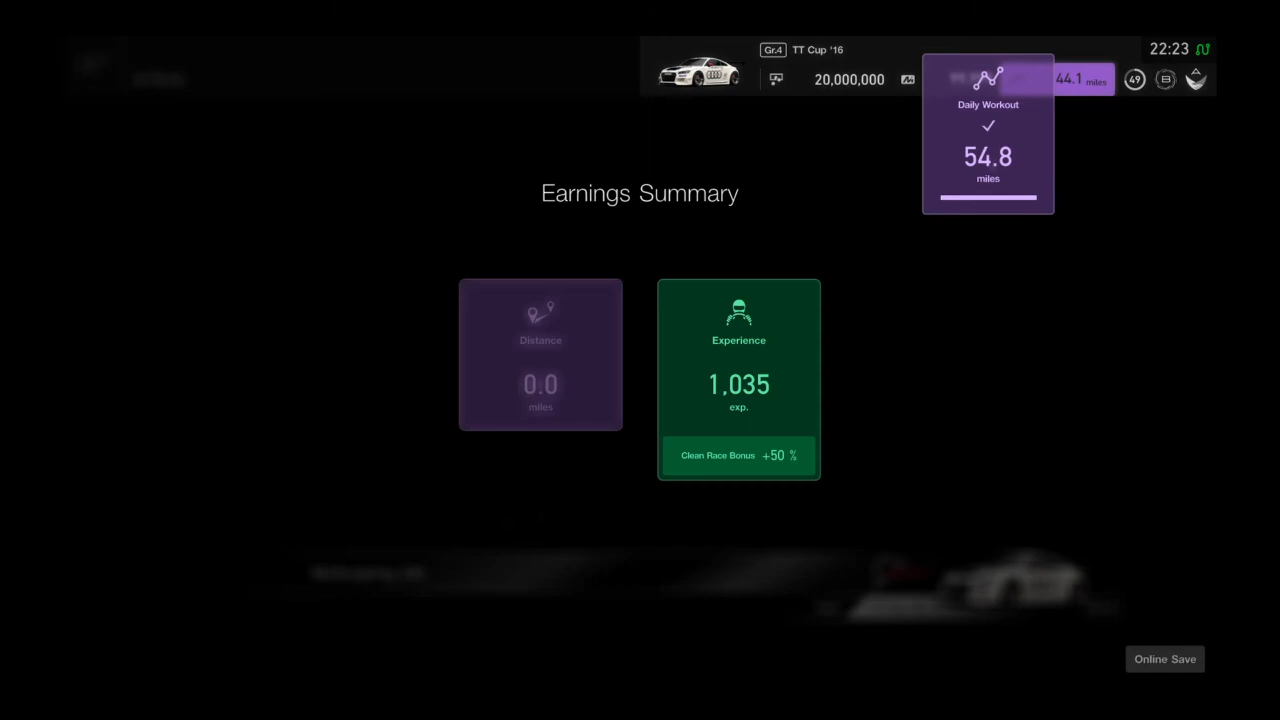 Gr.4 TT Cup '16
22:23
20,000,000
44.1 miles
49
B
Daily Workout
54.8
miles
Earnings Summary
Distance
0.0
miles
Experience
1,035
exp.
Clean Race Bonus +50 %
Online Save